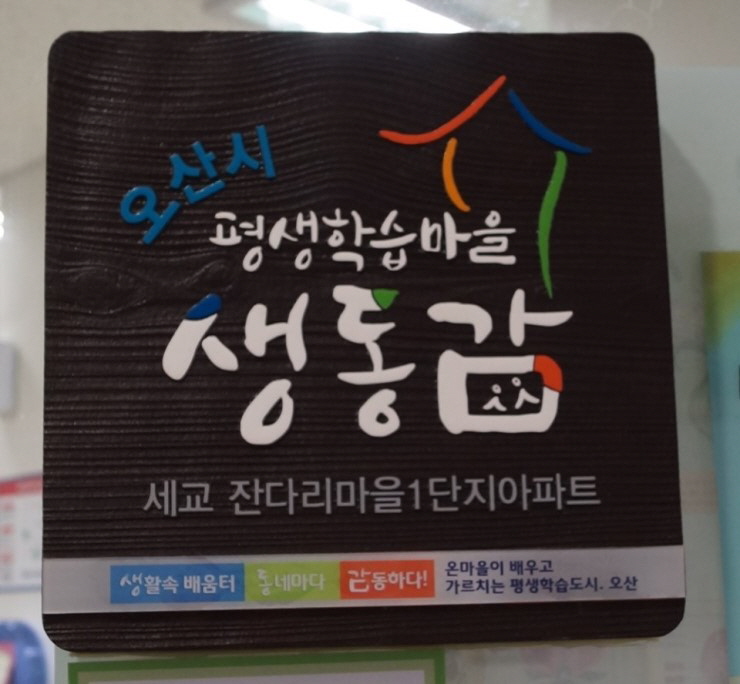 오산시
평생학습마을
생동감
세교 잔다리마을1단지아파트
생활속 배움터 동네마다 감동하다!
온마을이 배우고
가르치는 평생학습도시. 오산